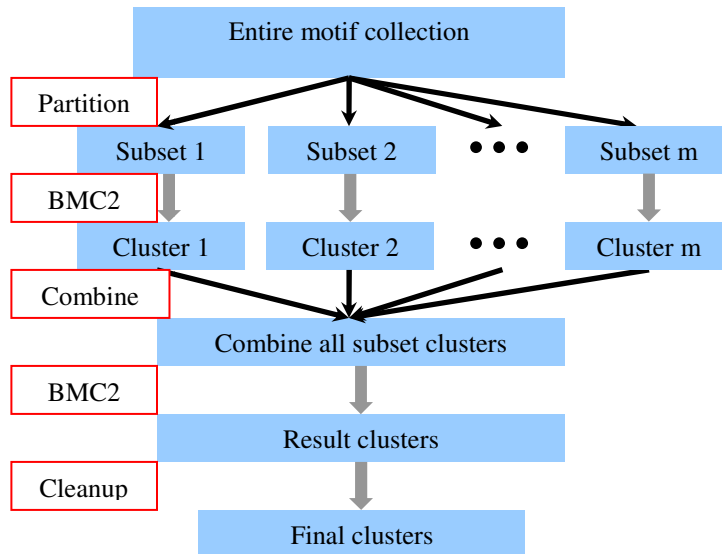 Entire motif collection
Partition
Subset 1
Subset 2
•••
Subset m
BMC2
Cluster 1
Cluster 2
•••
Cluster m
Combine
Combine all subset clusters
BMC2
Result clusters
Cleanup
Final clusters